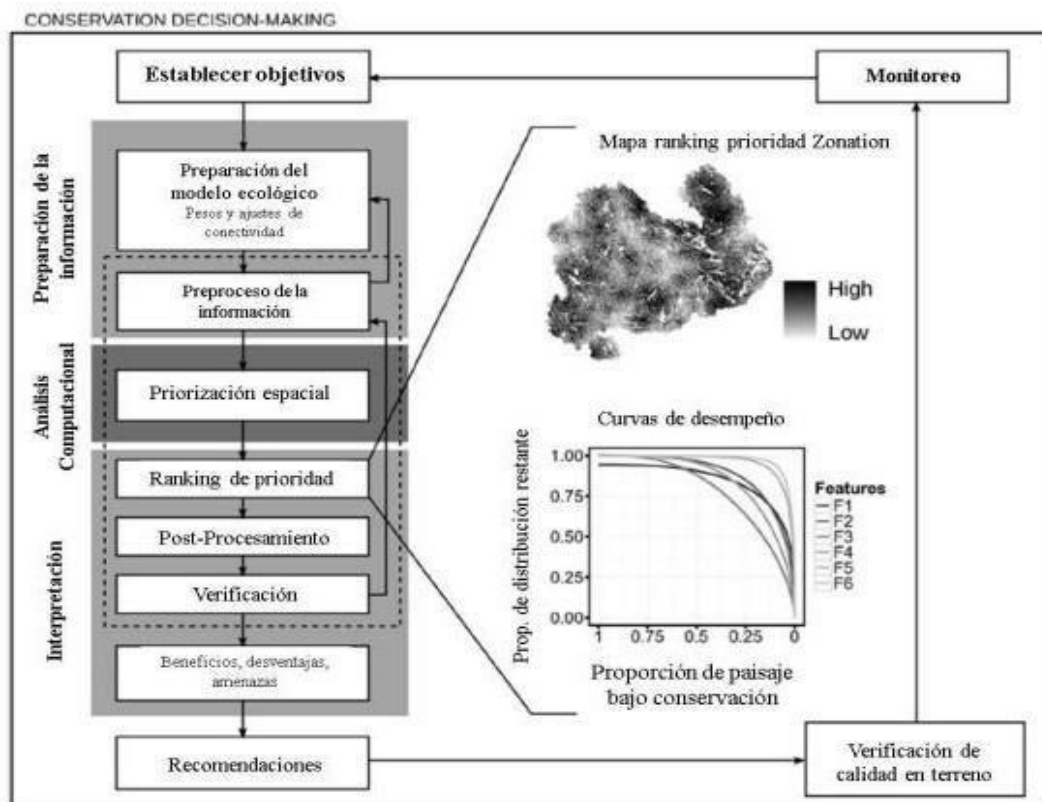 CONSERVATION DECISION-MAKING
Establecer objetivos
Monitoreo
Preparación de la
información
Preparación del
modelo ecológico
Pesos y ajustes de
conectividad
Preproceso de la
información
Análisis
Computacional
Priorización espacial
Interpretación
Ranking de prioridad
Post-Procesamiento
Verificación
Beneficios, desventajas,
amenazas
Recomendaciones
Mapa ranking prioridad Zonation
High
Low
Curvas de desempeño
Prop. de distribución restante
1.00
0.75
0.50
0.25
0.00
1 0.75 0.5 0.25 0
Features
F1
F2
F3
F4
F5
F6
Proporción de paisaje
bajo conservación
Verificación de
calidad en terreno